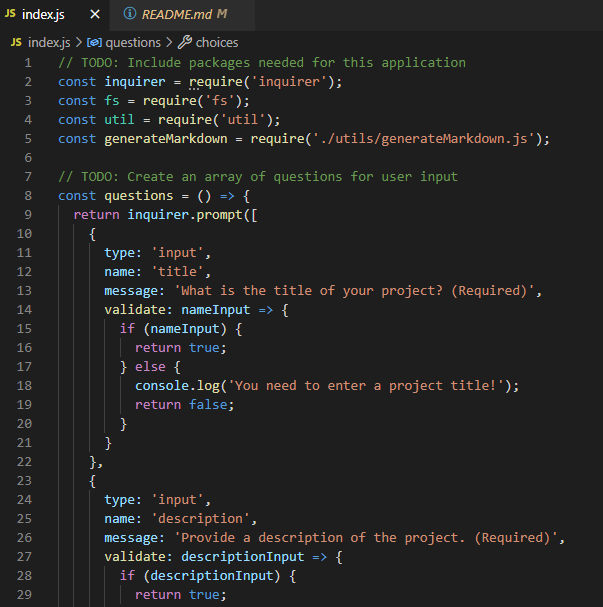 JS index.js X ⓘ README.md M
JS index.js > questions > choices
1 // TODO: Include packages needed for this application
2 const inquirer = require('inquirer');
3 const fs = require('fs');
4 const util = require('util');
5 const generateMarkdown = require('./utils/generateMarkdown.js');
6
7 // TODO: Create an array of questions for user input
8 const questions = () => {
9 return inquirer.prompt([
10 {
11 type: 'input',
12 name: 'title',
13 message: 'What is the title of your project? (Required)',
14 validate: nameInput => {
15 if (nameInput) {
16 return true;
17 } else {
18 console.log('You need to enter a project title!');
19 return false;
20 }
21 }
22 },
23 {
24 type: 'input',
25 name: 'description',
26 message: 'Provide a description of the project. (Required)',
27 validate: descriptionInput => {
28 if (descriptionInput) {
29 return true;